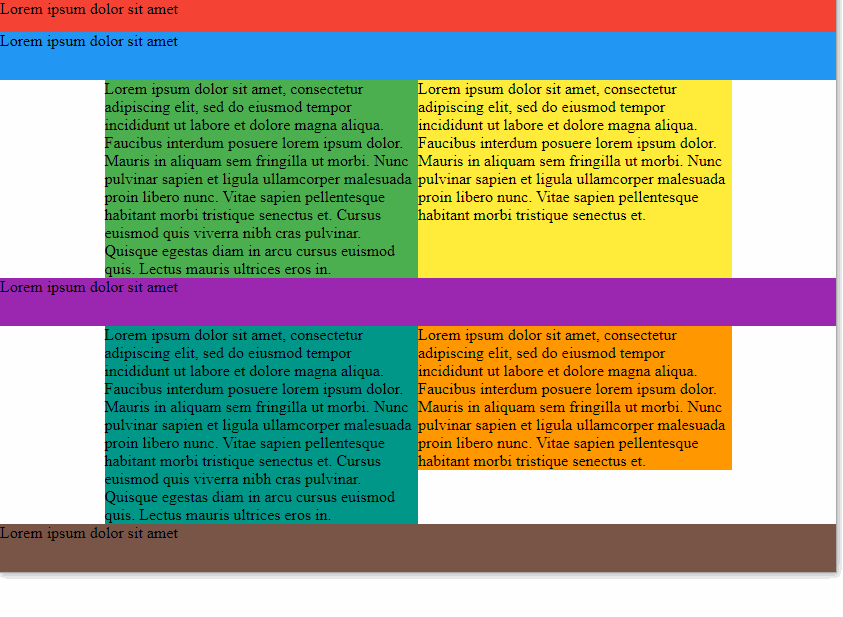 Lorem ipsum dolor sit amet
Lorem ipsum dolor sit amet
Lorem ipsum dolor sit amet, consectetur
adipiscing elit, sed do eiusmod tempor
incididunt ut labore et dolore magna aliqua.
Faucibus interdum posuere lorem ipsum dolor.
Mauris in aliquam sem fringilla ut morbi. Nunc
pulvinar sapien et ligula ullamcorper malesuada
proin libero nunc. Vitae sapien pellentesque
habitant morbi tristique senectus et. Cursus
euismod quis viverra nibh cras pulvinar.
Quisque egestas diam in arcu cursus euismod
quis. Lectus mauris ultrices eros in.
Lorem ipsum dolor sit amet, consectetur
adipiscing elit, sed do eiusmod tempor
incididunt ut labore et dolore magna aliqua.
Faucibus interdum posuere lorem ipsum dolor.
Mauris in aliquam sem fringilla ut morbi. Nunc
pulvinar sapien et ligula ullamcorper malesuada
proin libero nunc. Vitae sapien pellentesque
habitant morbi tristique senectus et.
Lorem ipsum dolor sit amet
Lorem ipsum dolor sit amet, consectetur
adipiscing elit, sed do eiusmod tempor
incididunt ut labore et dolore magna aliqua.
Faucibus interdum posuere lorem ipsum dolor.
Mauris in aliquam sem fringilla ut morbi. Nunc
pulvinar sapien et ligula ullamcorper malesuada
proin libero nunc. Vitae sapien pellentesque
habitant morbi tristique senectus et. Cursus
euismod quis viverra nibh cras pulvinar.
Quisque egestas diam in arcu cursus euismod
quis. Lectus mauris ultrices eros in.
Lorem ipsum dolor sit amet, consectetur
adipiscing elit, sed do eiusmod tempor
incididunt ut labore et dolore magna aliqua.
Faucibus interdum posuere lorem ipsum dolor.
Mauris in aliquam sem fringilla ut morbi. Nunc
pulvinar sapien et ligula ullamcorper malesuada
proin libero nunc. Vitae sapien pellentesque
habitant morbi tristique senectus et.
Lorem ipsum dolor sit amet